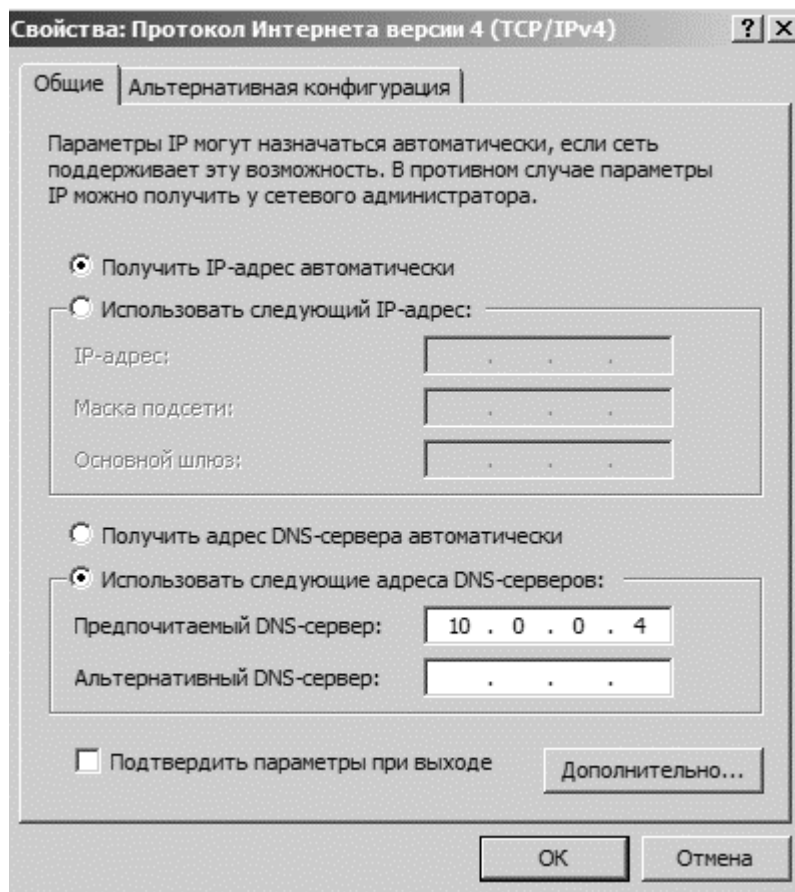 Свойства: Протокол Интернета версии 4 (TCP/IPv4)
Общие
Альтернативная конфигурация
Параметры IP могут назначаться автоматически, если сеть
поддерживает эту возможность. В противном случае параметры
IP можно получить у сетевого администратора.
Получить IP-адрес автоматически
Использовать следующий IP-адрес:
IP-адрес: . . .
Маска подсети: . . .
Основной шлюз: . . .
Получить адрес DNS-сервера автоматически
Использовать следующие адреса DNS-серверов:
Предпочитаемый DNS-сервер: 10 . 0 . 0 . 4
Альтернативный DNS-сервер: . . .
Подтвердить параметры при выходе
Дополнительно...
OK Отмена